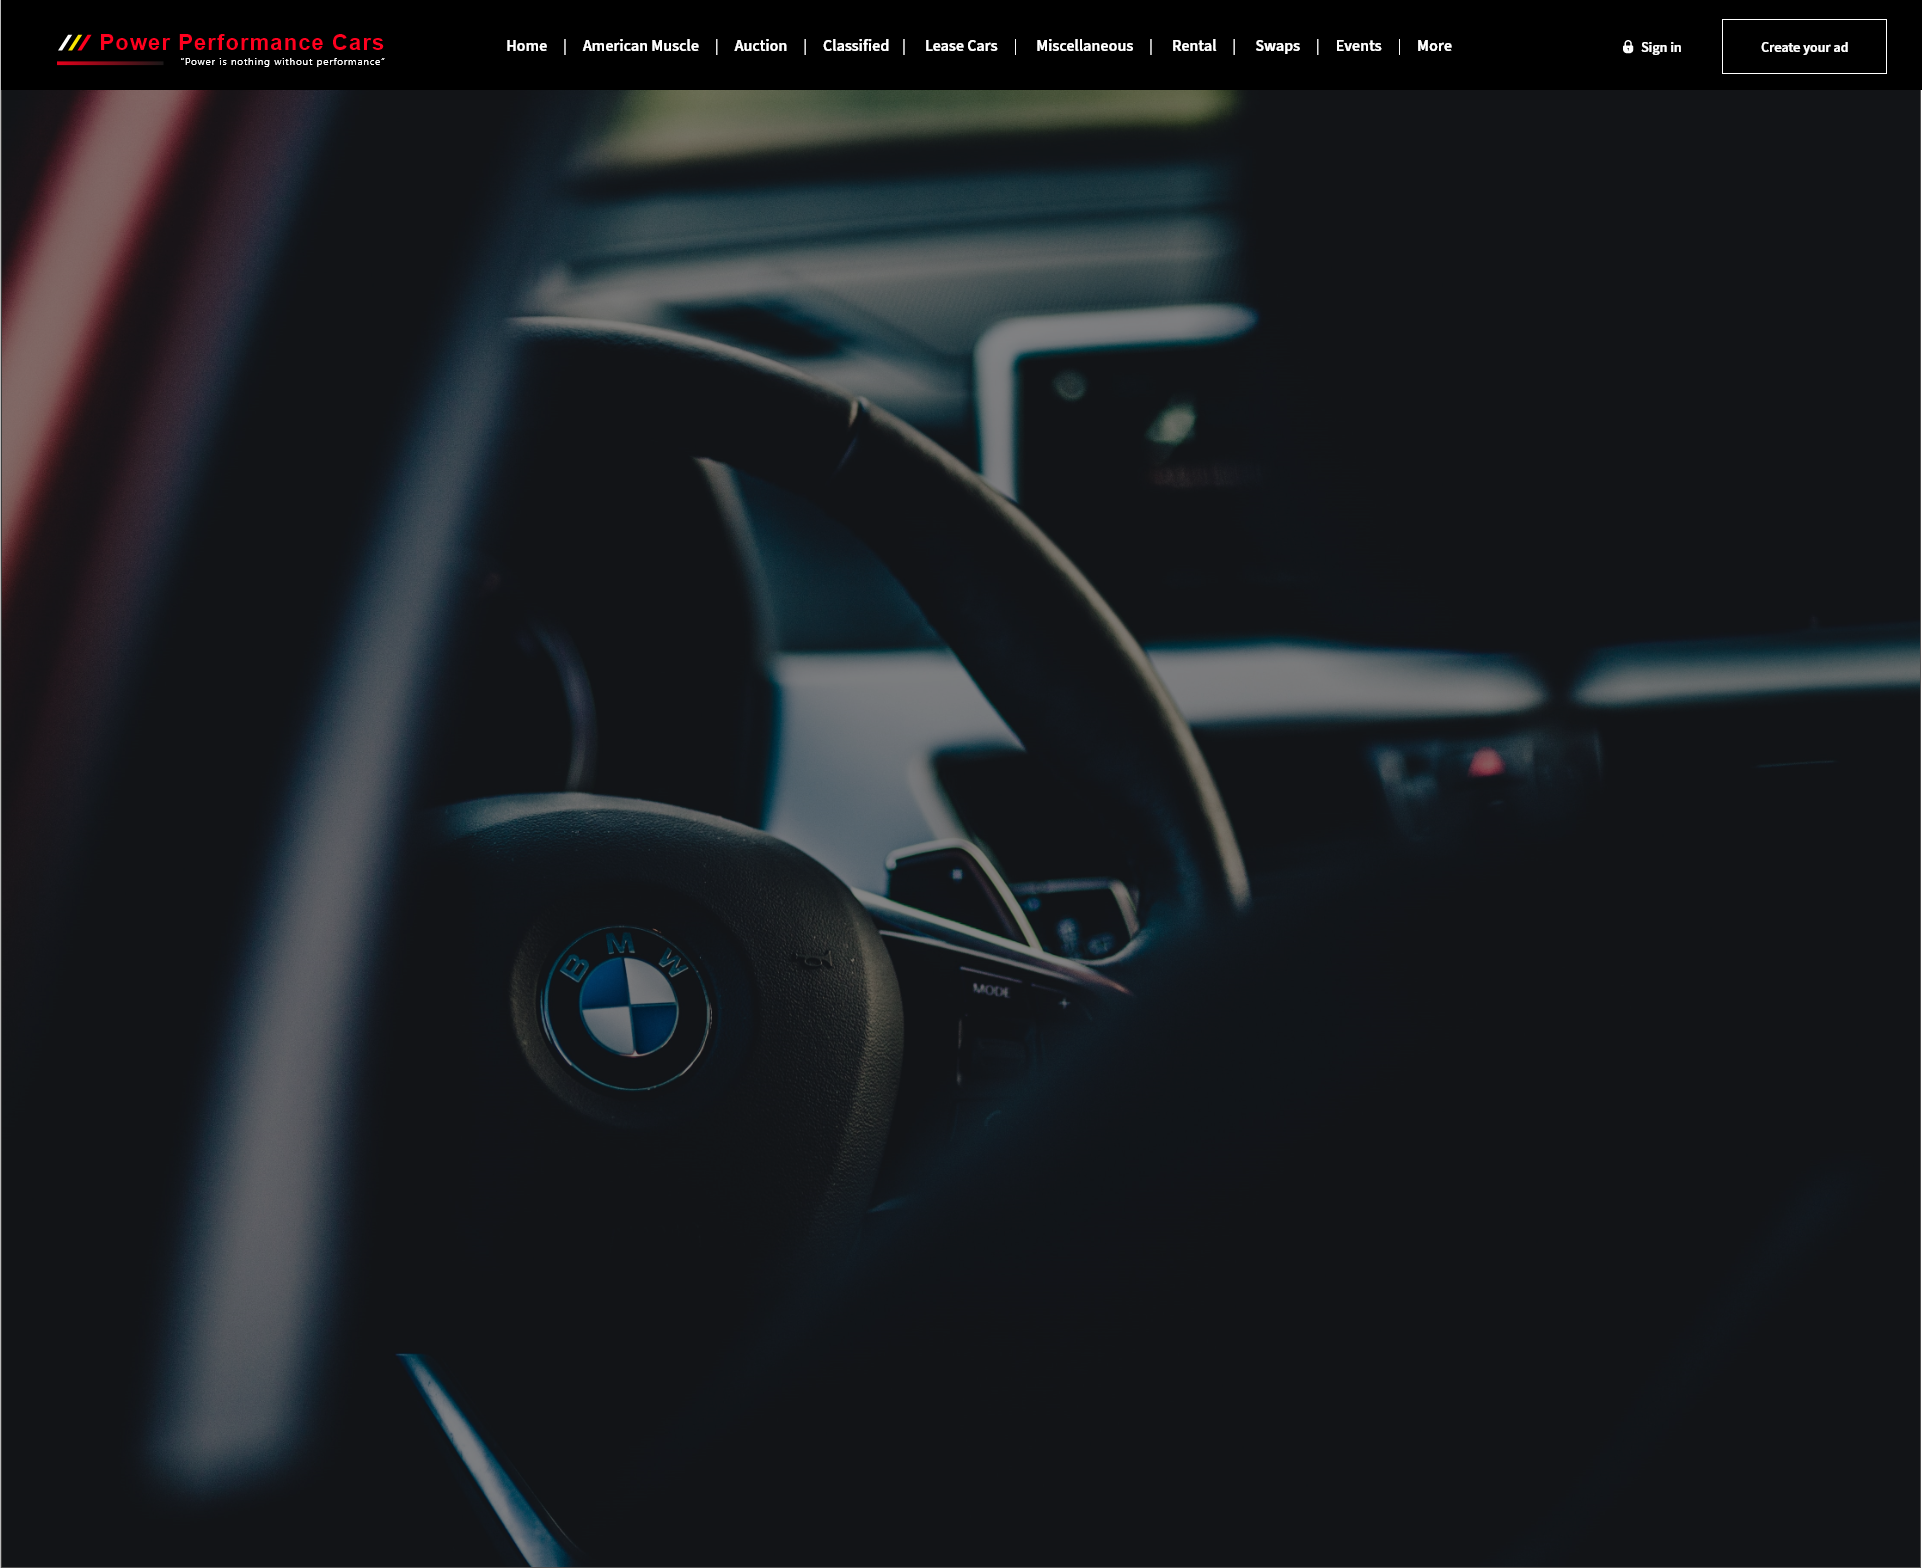 Power Performance Cars
"Power is nothing without performance"
Home | American Muscle | Auction | Classified | Lease Cars | Miscellaneous | Rental | Swaps | Events | More
Sign in
Create your ad
BMW
MODE +